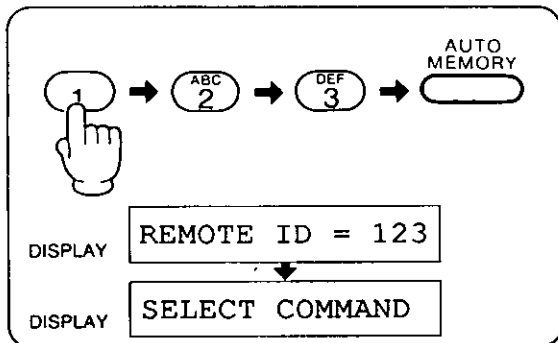 AUTO
MEMORY
1
ABC
2
DEF
3
DISPLAY
REMOTE ID = 123
DISPLAY
SELECT COMMAND